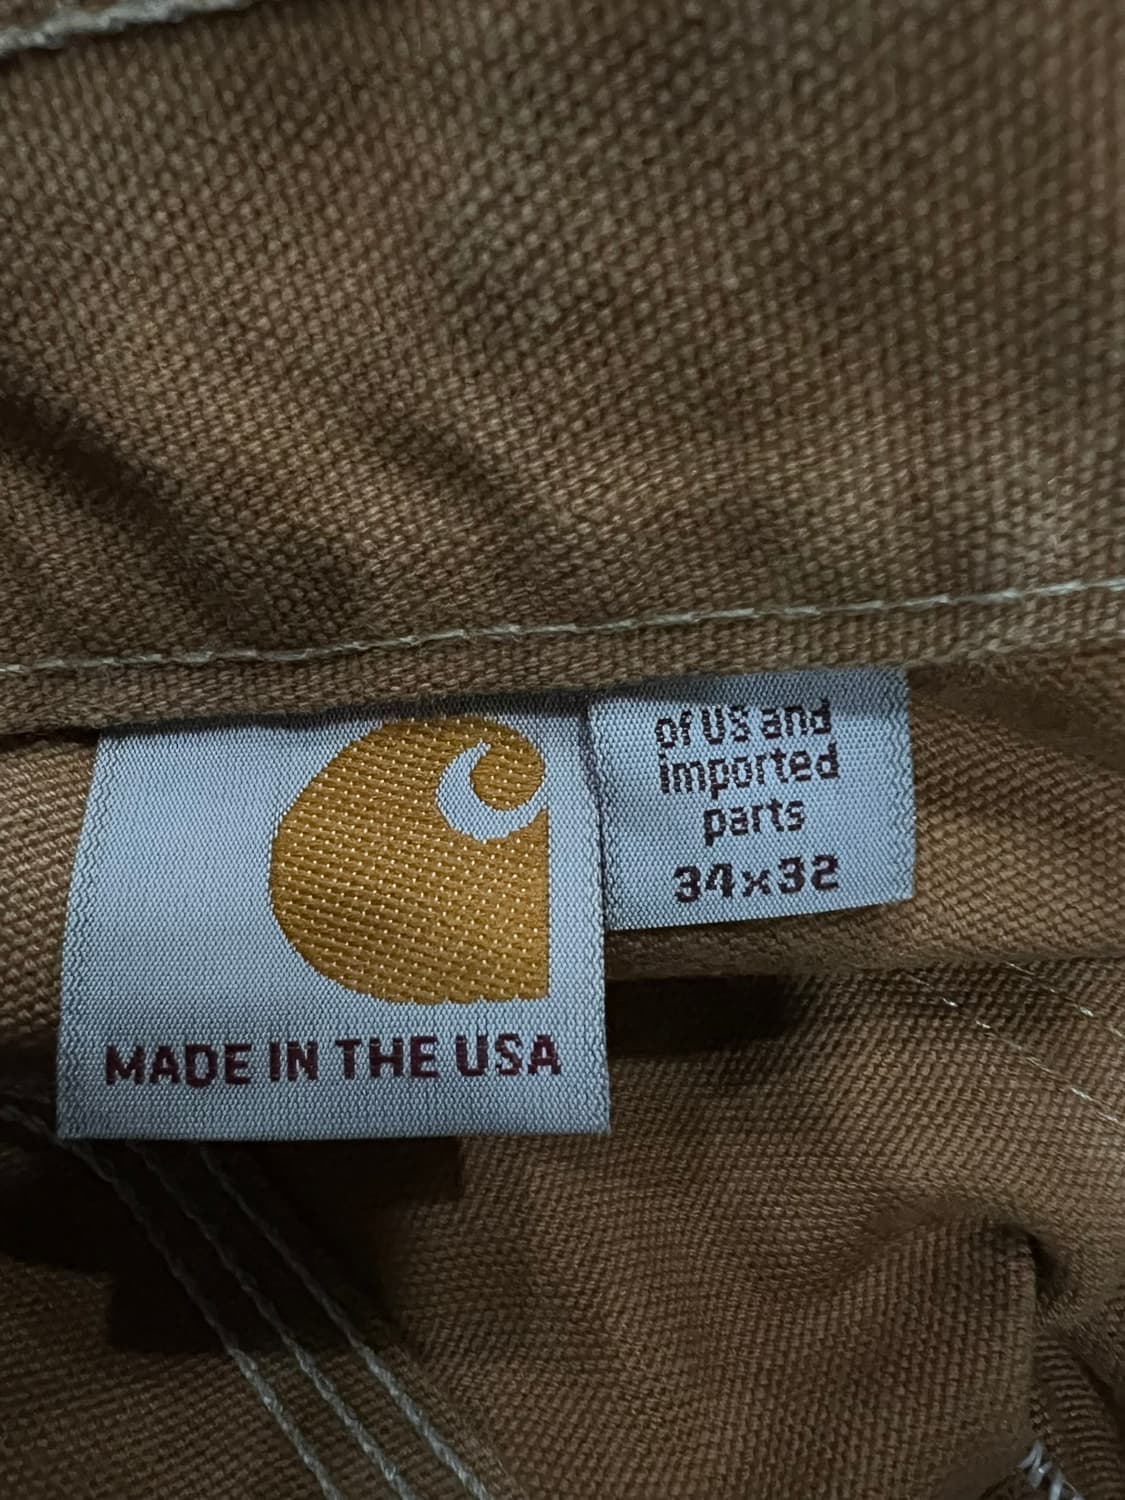 MADE IN THE USA
of US and
imported
parts
34x32